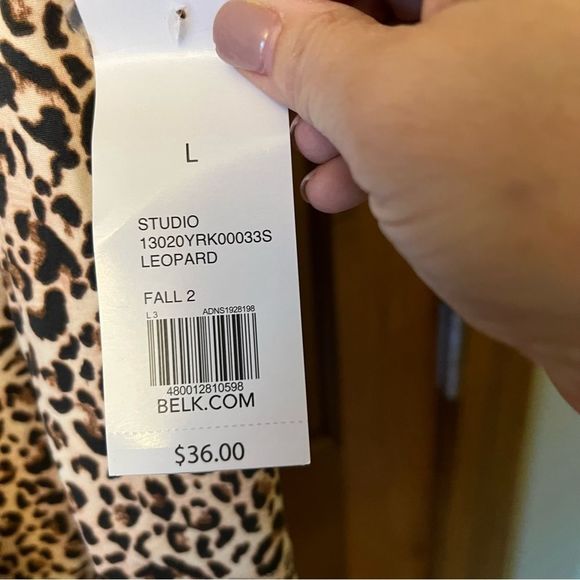 L
STUDIO
13020YRK00033S
LEOPARD
FALL 2
L 3 ADNS1928198
480012810598
BELK.COM
$36.00